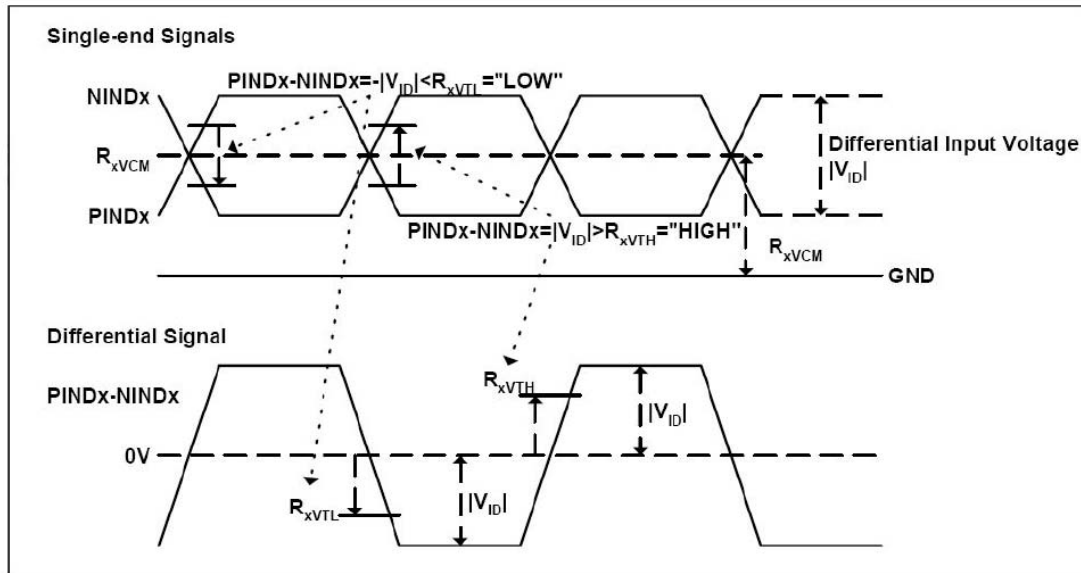 Single-end Signals
PINDx-NINDx=-|VID|<RxVTL="LOW"
NINDx
RxVCM
Differential Input Voltage
|VID|
PINDx
PINDx-NINDx=|VID|>RxVTH="HIGH"
RxVCM
GND
Differential Signal
PINDx-NINDx
RxVTH
|VID|
0V
RxVTL
|VID|